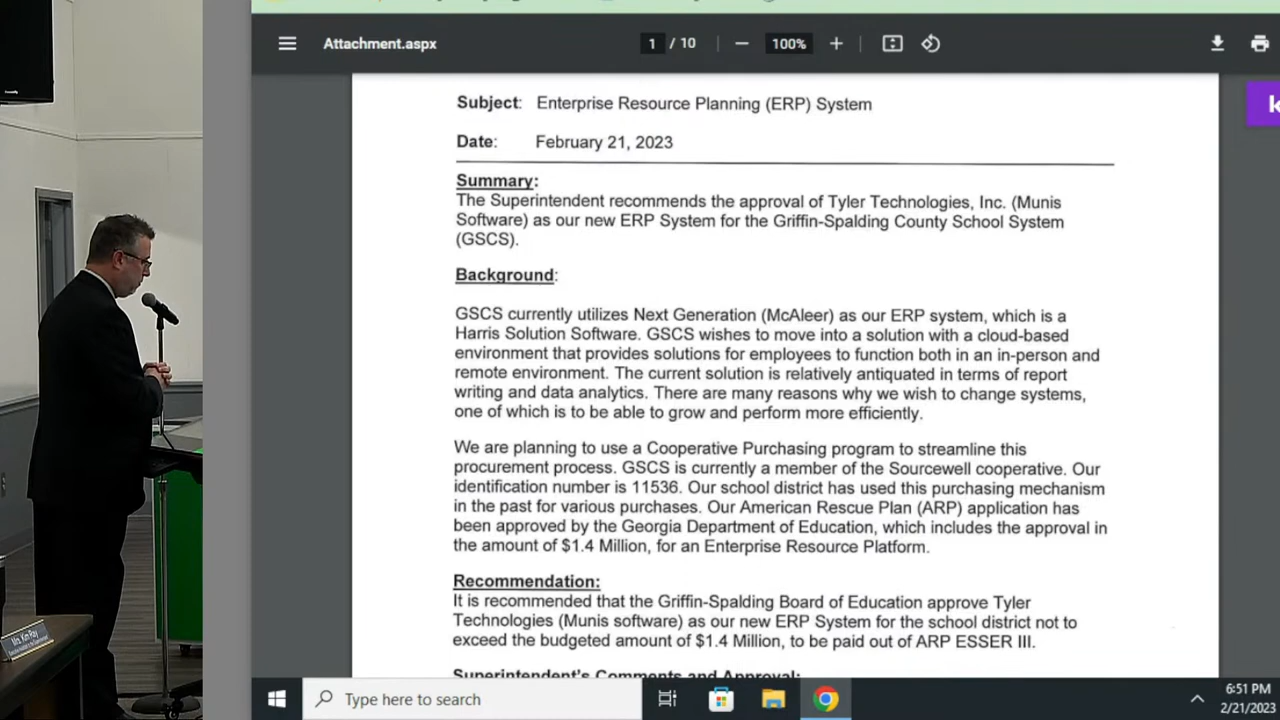 Attachment.aspx
1 / 10
100%
Subject: Enterprise Resource Planning (ERP) System
Date: February 21, 2023
Summary:
The Superintendent recommends the approval of Tyler Technologies, Inc. (Munis
Software) as our new ERP System for the Griffin-Spalding County School System
(GSCS).
Background:
GSCS currently utilizes Next Generation (McAleer) as our ERP system, which is a
Harris Solution Software. GSCS wishes to move into a solution with a cloud-based
environment that provides solutions for employees to function both in an in-person and
remote environment. The current solution is relatively antiquated in terms of report
writing and data analytics. There are many reasons why we wish to change systems,
one of which is to be able to grow and perform more efficiently.
We are planning to use a Cooperative Purchasing program to streamline this
procurement process. GSCS is currently a member of the Sourcewell cooperative. Our
identification number is 11536. Our school district has used this purchasing mechanism
in the past for various purchases. Our American Rescue Plan (ARP) application has
been approved by the Georgia Department of Education, which includes the approval in
the amount of $1.4 Million, for an Enterprise Resource Platform.
Recommendation:
It is recommended that the Griffin-Spalding Board of Education approve Tyler
Technologies (Munis software) as our new ERP System for the school district not to
exceed the budgeted amount of $1.4 Million, to be paid out of ARP ESSER III.
Superintendent's Comments and Approval:
Mrs. Kim Ray
Type here to search
6:51 PM
2/21/2023